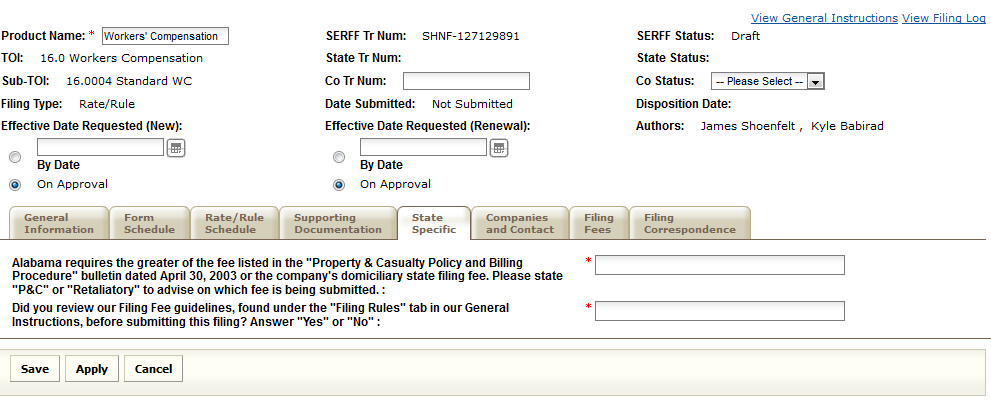 View General Instructions View Filing Log
Product Name: * Workers' Compensation SERFF Tr Num: SHNF-127129891 SERFF Status: Draft
TOI: 16.0 Workers Compensation State Tr Num: State Status:
Sub-TOI: 16.0004 Standard WC Co Tr Num: Co Status: -- Please Select --
Filing Type: Rate/Rule Date Submitted: Not Submitted Disposition Date:
Effective Date Requested (New): Effective Date Requested (Renewal): Authors: James Shoenfelt , Kyle Babirad
By Date By Date
On Approval On Approval
General Information
Form Schedule
Rate/Rule Schedule
Supporting Documentation
State Specific
Companies and Contact
Filing Fees
Filing Correspondence
Alabama requires the greater of the fee listed in the "Property & Casualty Policy and Billing *
Procedure" bulletin dated April 30, 2003 or the company's domiciliary state filing fee. Please state
"P&C" or "Retaliatory" to advise on which fee is being submitted. :
Did you review our Filing Fee guidelines, found under the "Filing Rules" tab in our General *
Instructions, before submitting this filing? Answer "Yes" or "No" :
Save Apply Cancel